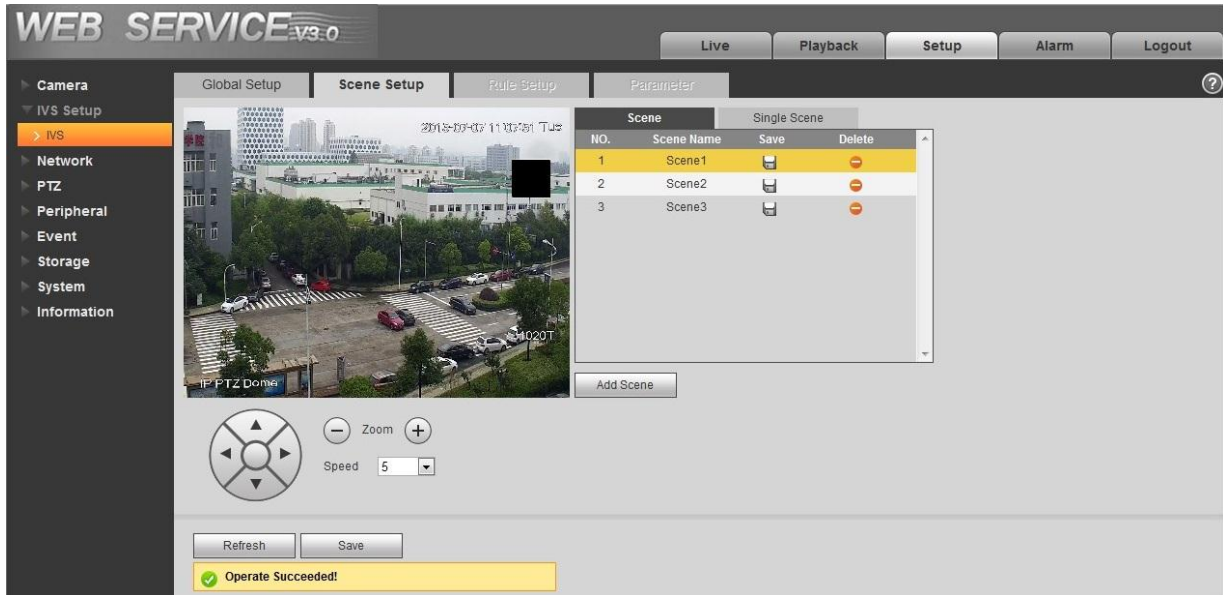 WEB SERVICE V3.0
Live
Playback
Setup
Alarm
Logout
?
Camera
IVS Setup
> IVS
Network
PTZ
Peripheral
Event
Storage
System
Information
Global Setup
Scene Setup
Rule Setup
Parameter
Tue
IP PTZ Dome
Scene
Single Scene
NO. Scene Name Save Delete
1 Scene1
2 Scene2
3 Scene3
Add Scene
Zoom
Speed 5
Refresh
Save
Operate Succeeded!